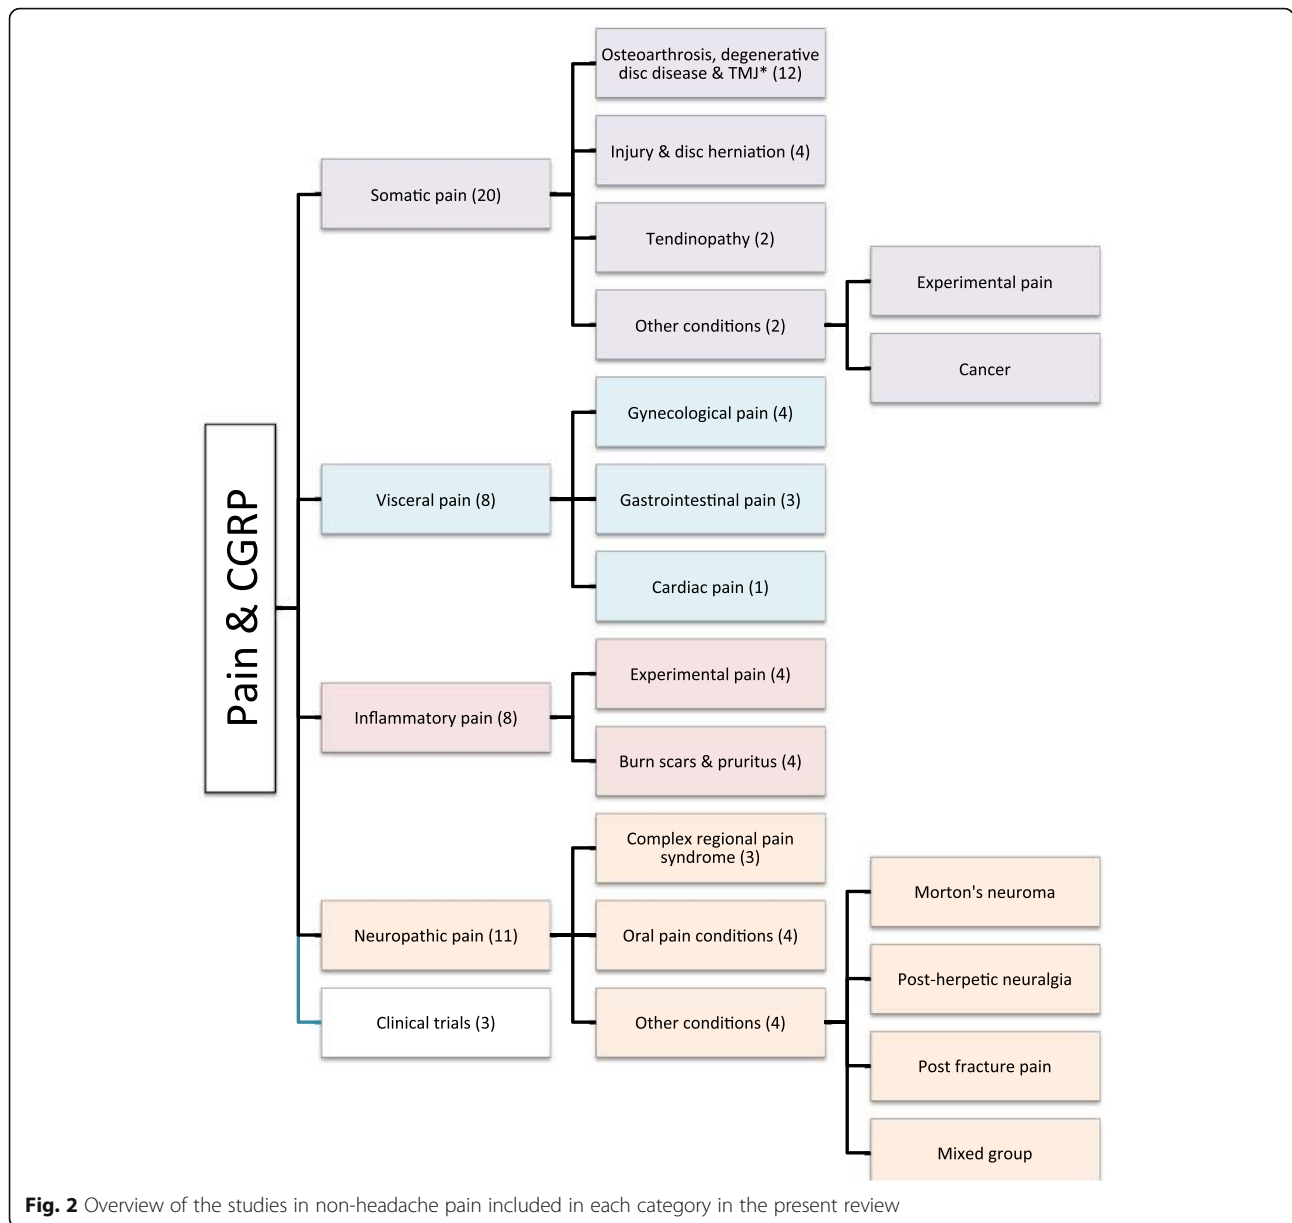 Pain & CGRP
Somatic pain (20)
Osteoarthrosis, degenerative
disc disease & TMJ* (12)
Injury & disc herniation (4)
Tendinopathy (2)
Other conditions (2)
Experimental pain
Cancer
Visceral pain (8)
Gynecological pain (4)
Gastrointestinal pain (3)
Cardiac pain (1)
Inflammatory pain (8)
Experimental pain (4)
Burn scars & pruritus (4)
Neuropathic pain (11)
Complex regional pain
syndrome (3)
Oral pain conditions (4)
Other conditions (4)
Morton's neuroma
Post-herpetic neuralgia
Post fracture pain
Mixed group
Clinical trials (3)
Fig. 2 Overview of the studies in non-headache pain included in each category in the present review